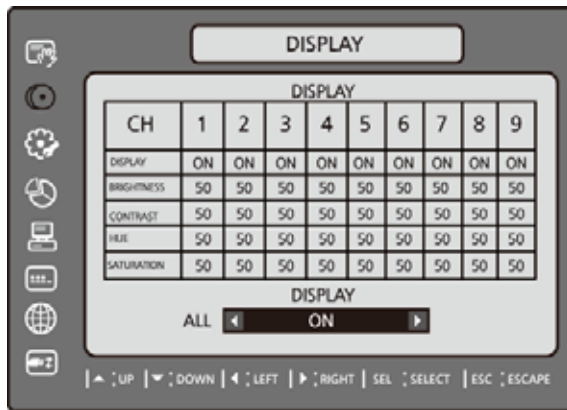 DISPLAY
DISPLAY
CH 1 2 3 4 5 6 7 8 9
DISPLAY ON ON ON ON ON ON ON ON ON
BRIGHTNESS 50 50 50 50 50 50 50 50 50
CONTRAST 50 50 50 50 50 50 50 50 50
HUE 50 50 50 50 50 50 50 50 50
SATURATION 50 50 50 50 50 50 50 50 50
DISPLAY
ALL ◀ ON ▶
▲ : UP ▼ : DOWN ◀ : LEFT ▶ : RIGHT SEL : SELECT ESC : ESCAPE